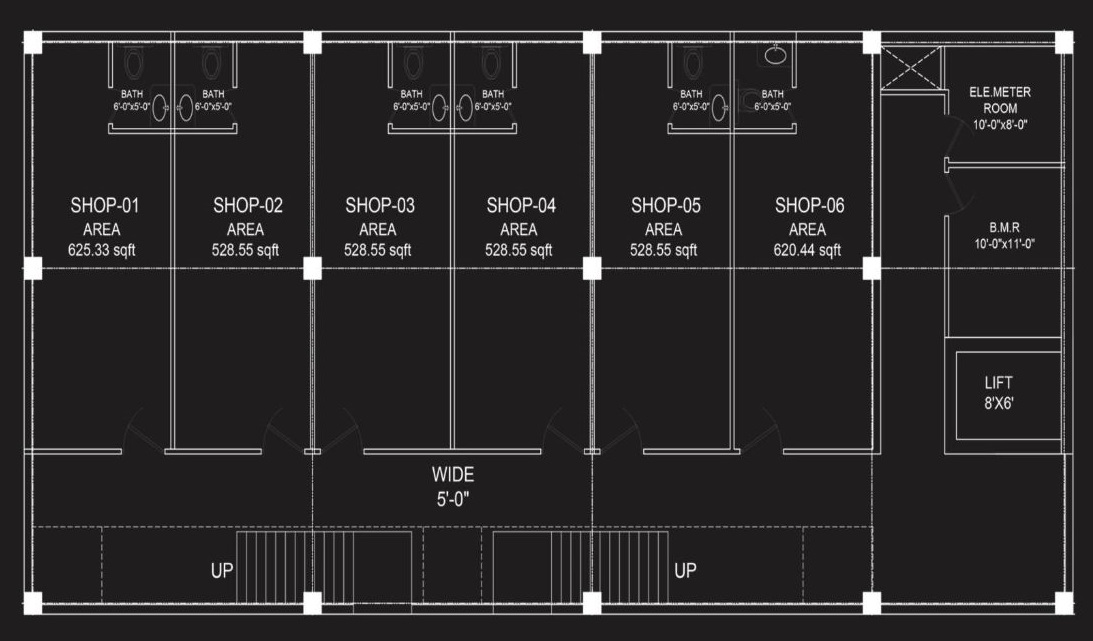 BATH
6'-0"x5'-0"
BATH
6'-0"x5'-0"
BATH
6'-0"x5'-0"
BATH
6'-0"x5'-0"
BATH
6'-0"x5'-0"
BATH
6'-0"x5'-0"
ELE.METER
ROOM
10'-0"x8'-0"
SHOP-01
AREA
625.33 sqft
SHOP-02
AREA
528.55 sqft
SHOP-03
AREA
528.55 sqft
SHOP-04
AREA
528.55 sqft
SHOP-05
AREA
528.55 sqft
SHOP-06
AREA
620.44 sqft
B.M.R
10'-0"x11'-0"
LIFT
8'X6'
WIDE
5'-0"
UP
UP